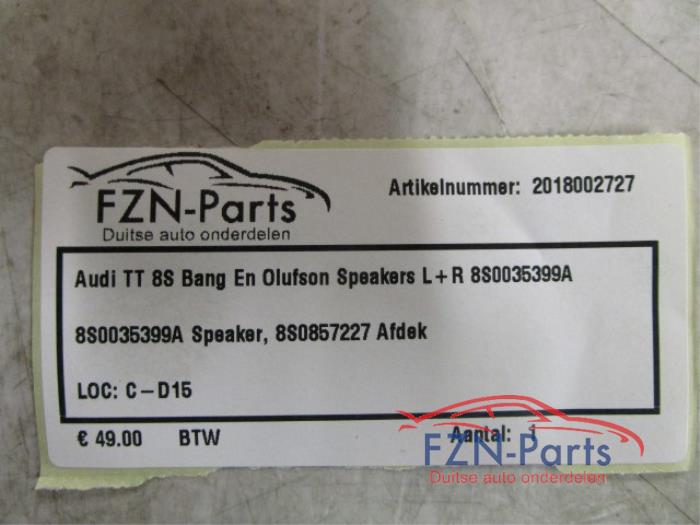 FZN-Parts
Duitse auto onderdelen
Artikelnummer: 2018002727
Audi TT 8S Bang En Olufson Speakers L+R 8S0035399A
8S0035399A Speaker, 8S0857227 Afdek
LOC: C-D15
€ 49.00 BTW Aantal: 1
FZN-Parts
Duitse auto onderdelen